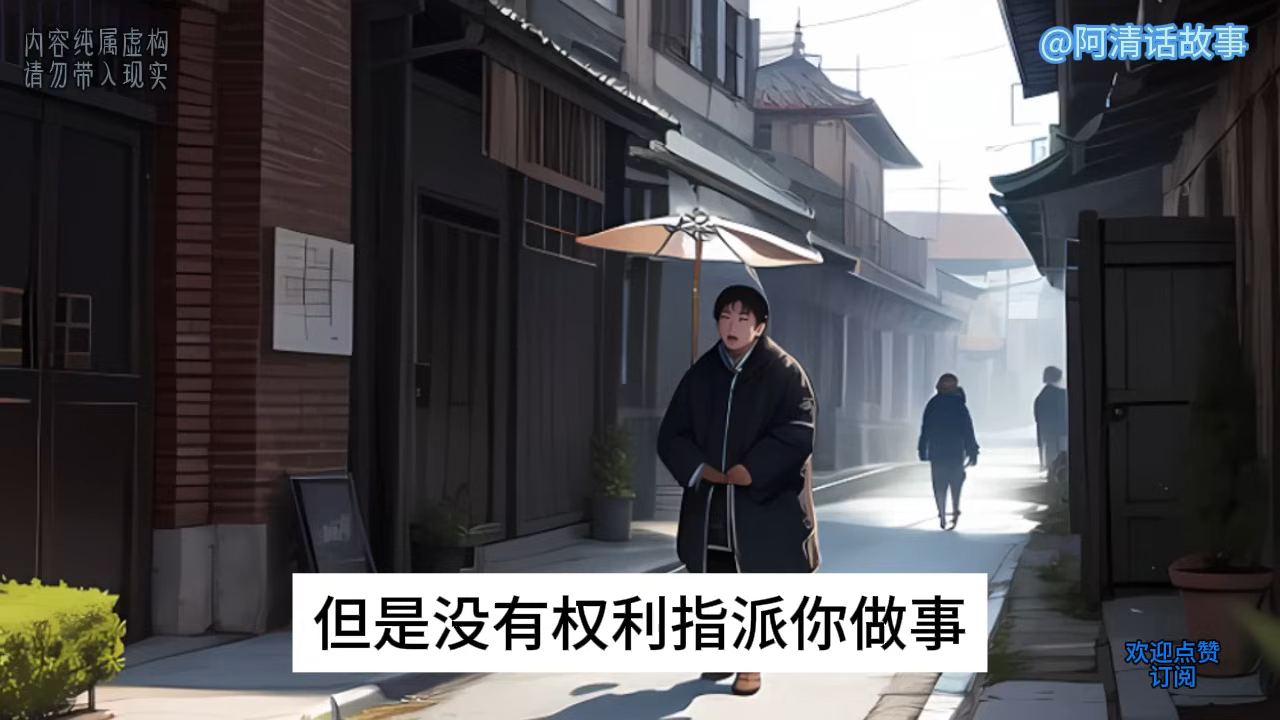 内容纯属虚构
请勿带入现实
@阿清话故事
但是没有权利指派你做事
欢迎点赞
订阅